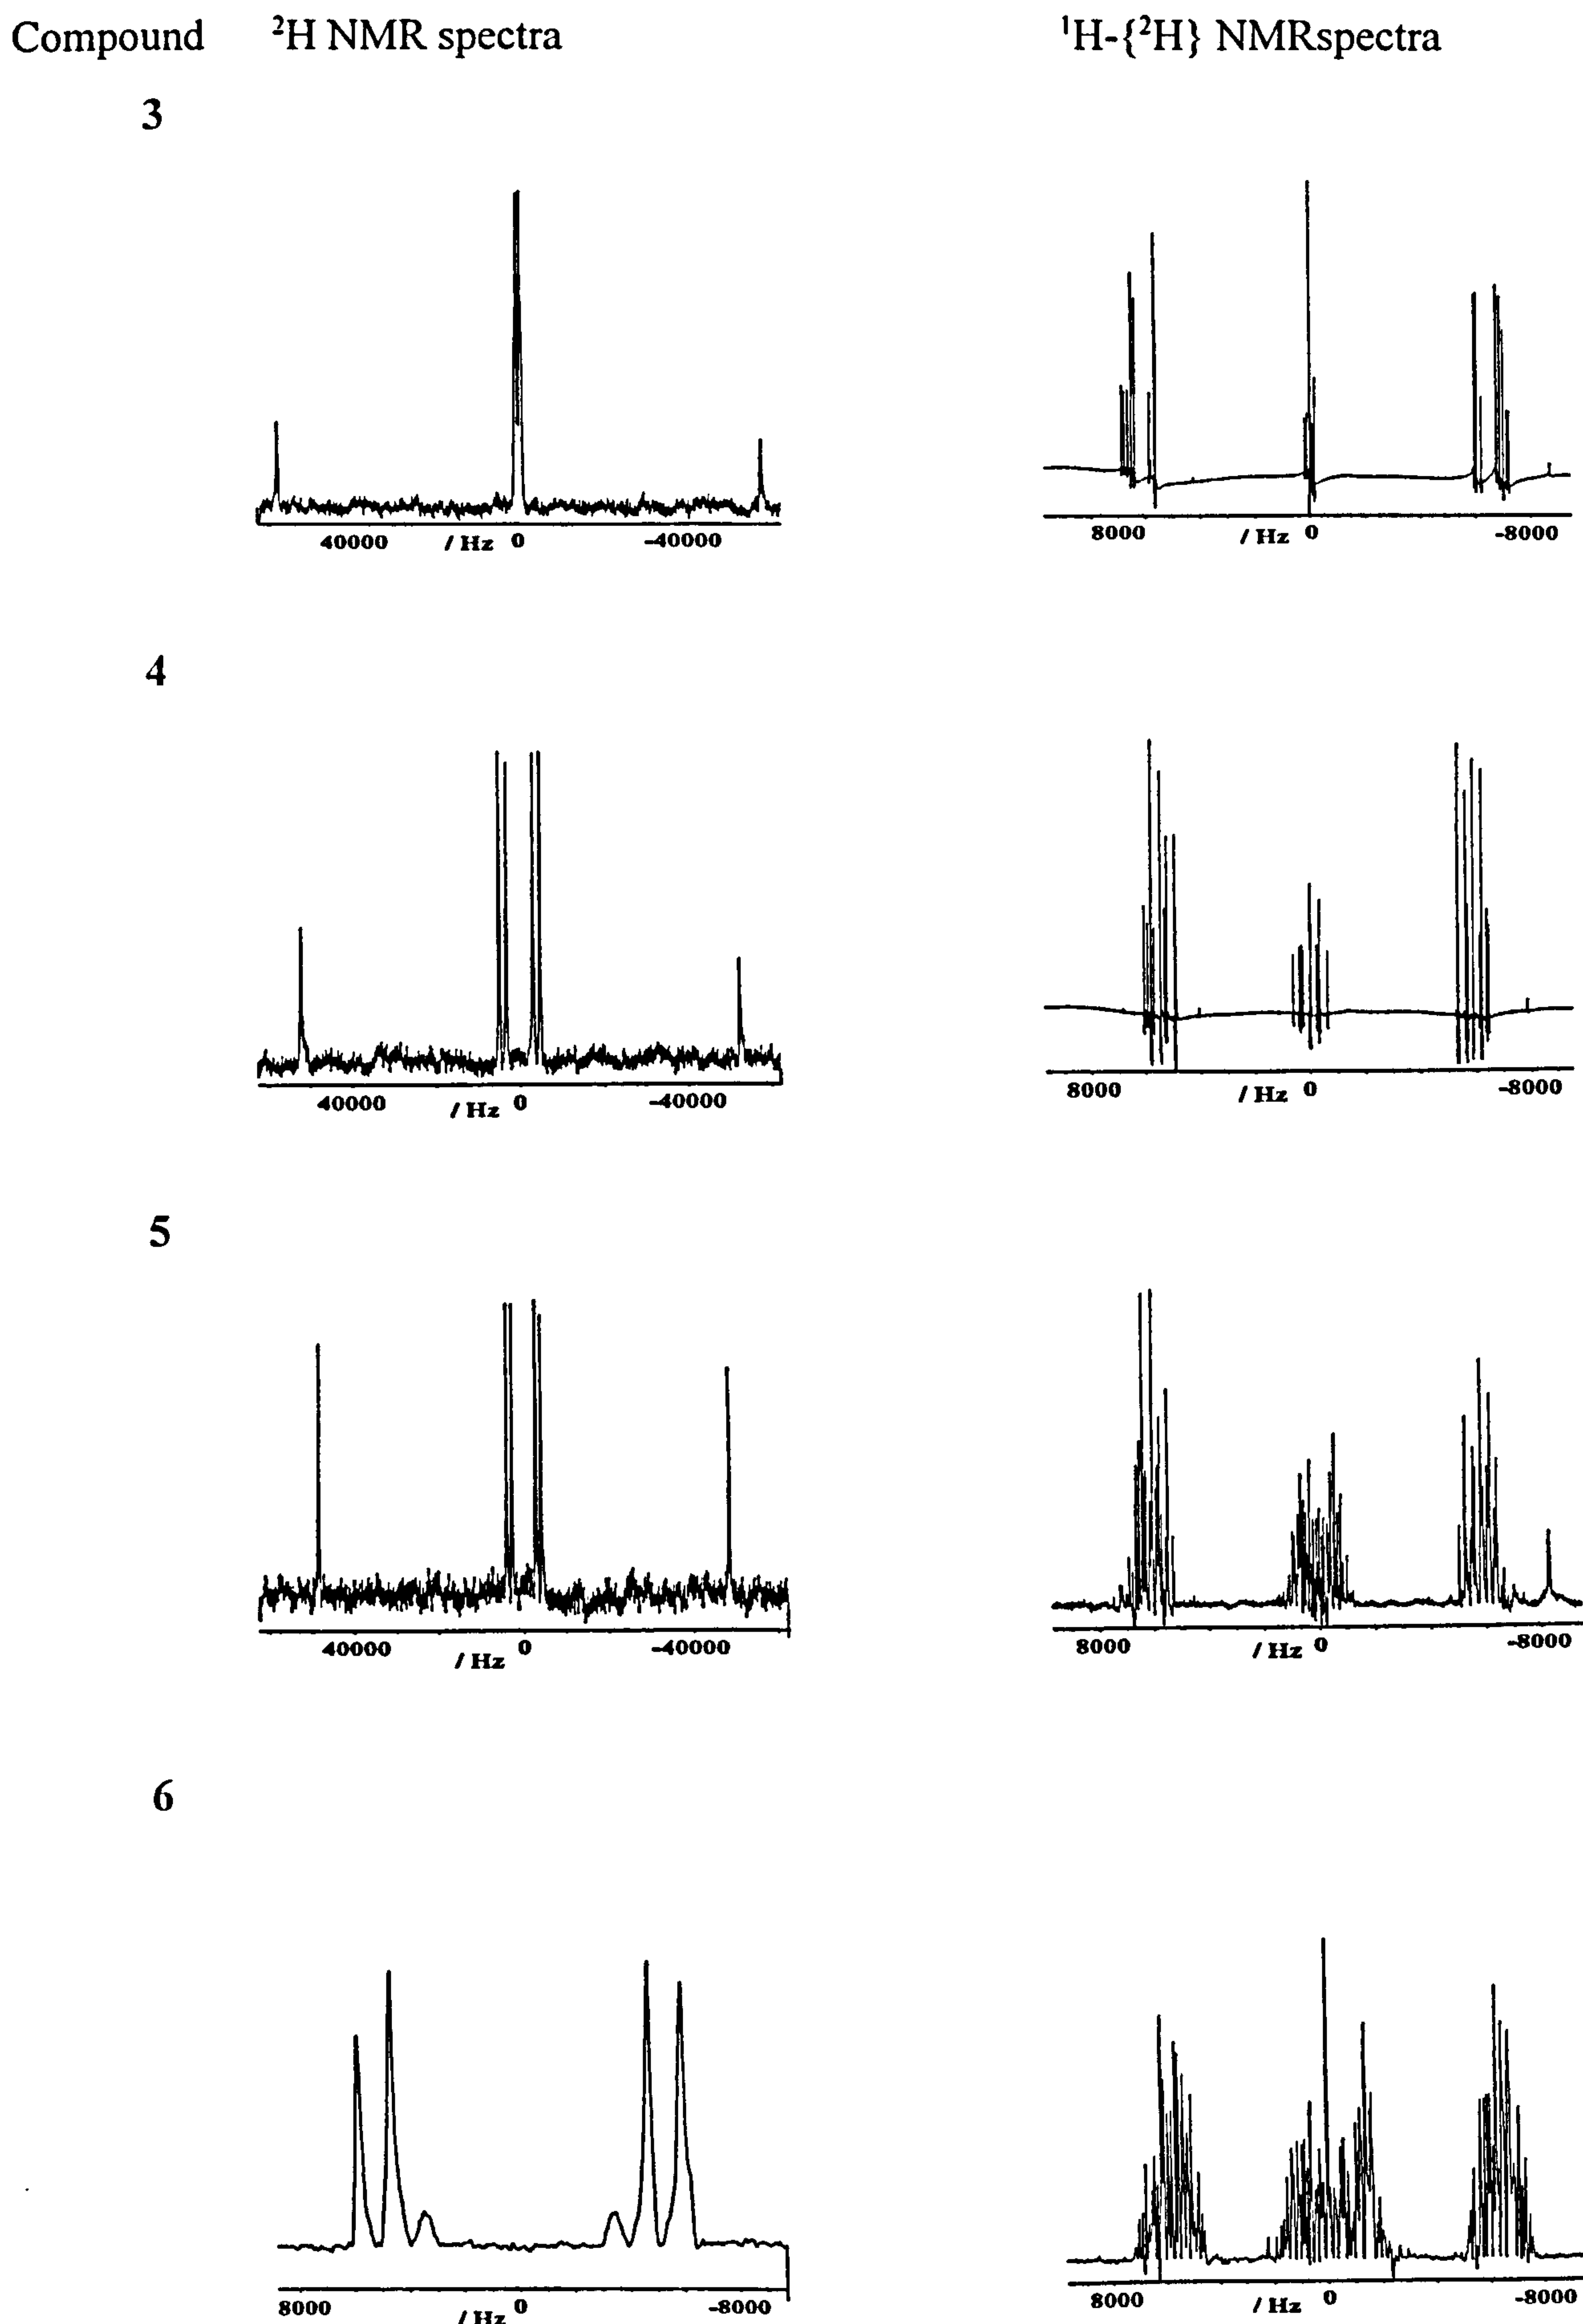 Compound ²H NMR spectra ¹H-{²H} NMRspectra
3
40000 / Hz 0 -40000 8000 / Hz 0 -8000
4
40000 / Hz 0 -40000 8000 / Hz 0 -8000
5
40000 / Hz 0 -40000 8000 / Hz 0 -8000
6
8000 / Hz 0 -8000 8000 / Hz 0 -8000